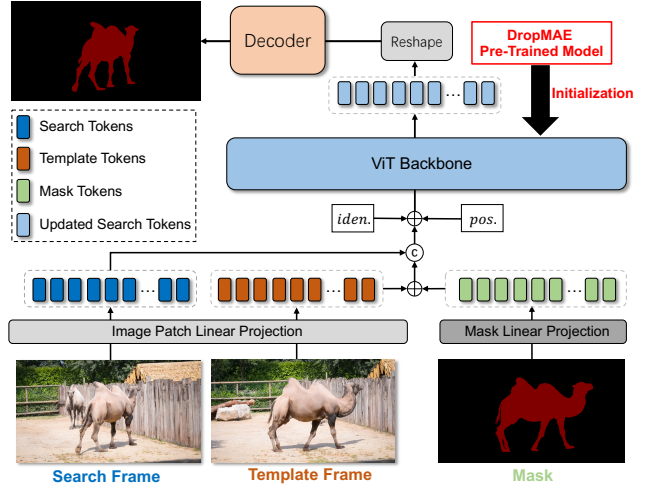 Decoder
Reshape
DropMAE
Pre-Trained Model
Initialization
Search Tokens
Template Tokens
Mask Tokens
Updated Search Tokens
...
ViT Backbone
iden.
pos.
c
...
...
...
Image Patch Linear Projection
Mask Linear Projection
Search Frame
Template Frame
Mask